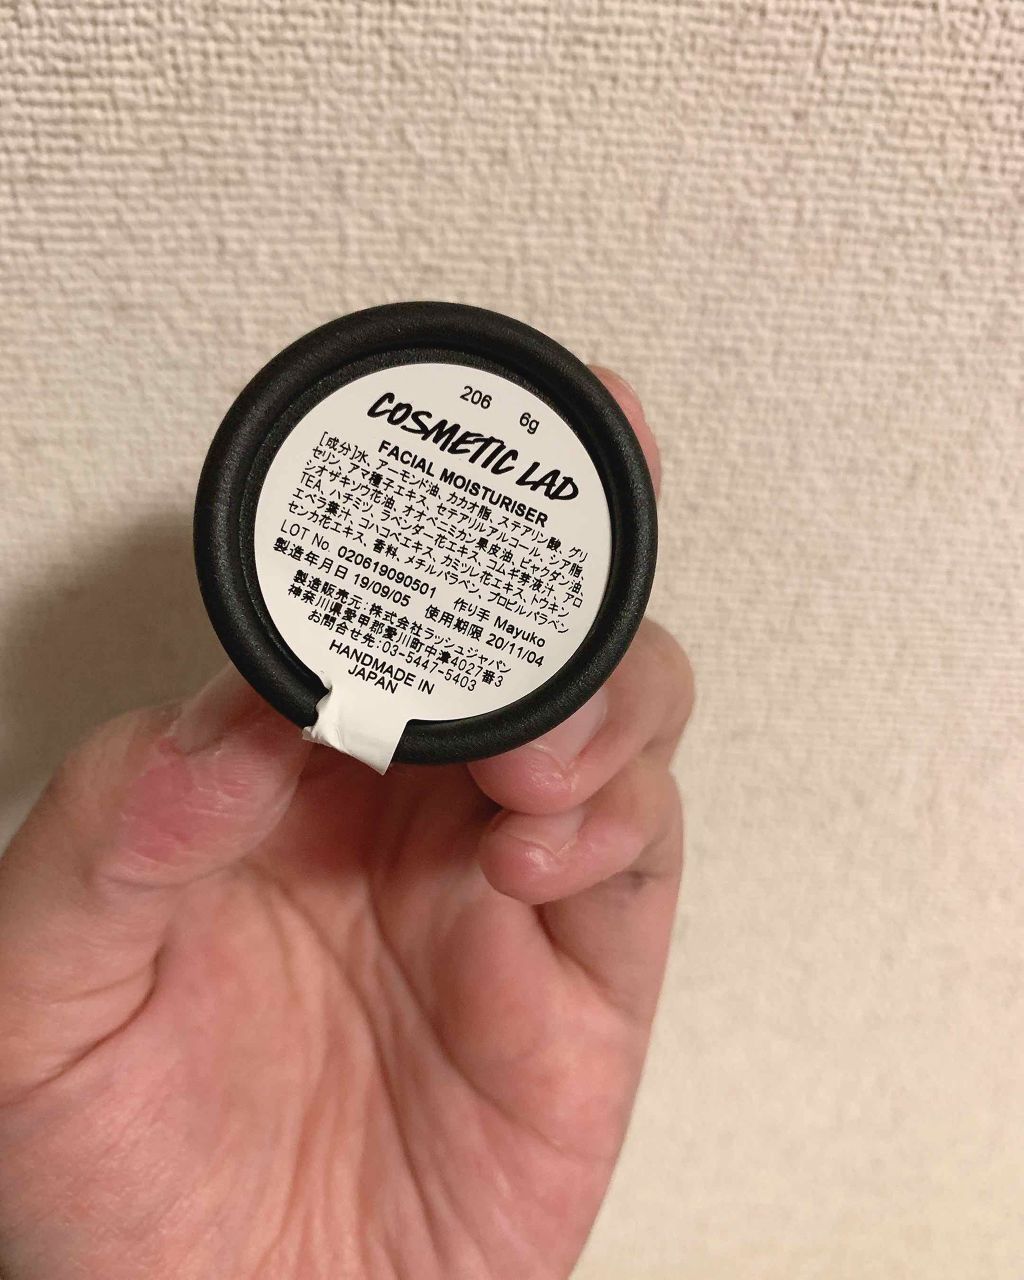 206 6g
COSMETIC LAD
FACIAL MOISTURISER
[成分]水、アーモンド油、カカオ脂、ステアリン酸、グリ
セリン、アマ種子エキス、セテアリルアルコール、シア脂、
シオザキソウ花油、オオベニミカン果皮油、ビャクダン油、
TEA、ハチミツ、ラベンダー花エキス、コムギ芽液汁、アロ
エベラ葉汁、コハコベエキス、カミツレ花エキス、トウキン
センカ花エキス、香料、メチルパラベン、プロピルパラベン
LOT No. 020619090501 作り手 Mayuko
製造年月日 19/09/05 使用期限 20/11/04
製造販売元：株式会社ラッシュジャパン
神奈川県愛甲郡愛川町中津4027番3
お問合せ先：03-5447-5403
HANDMADE IN
JAPAN